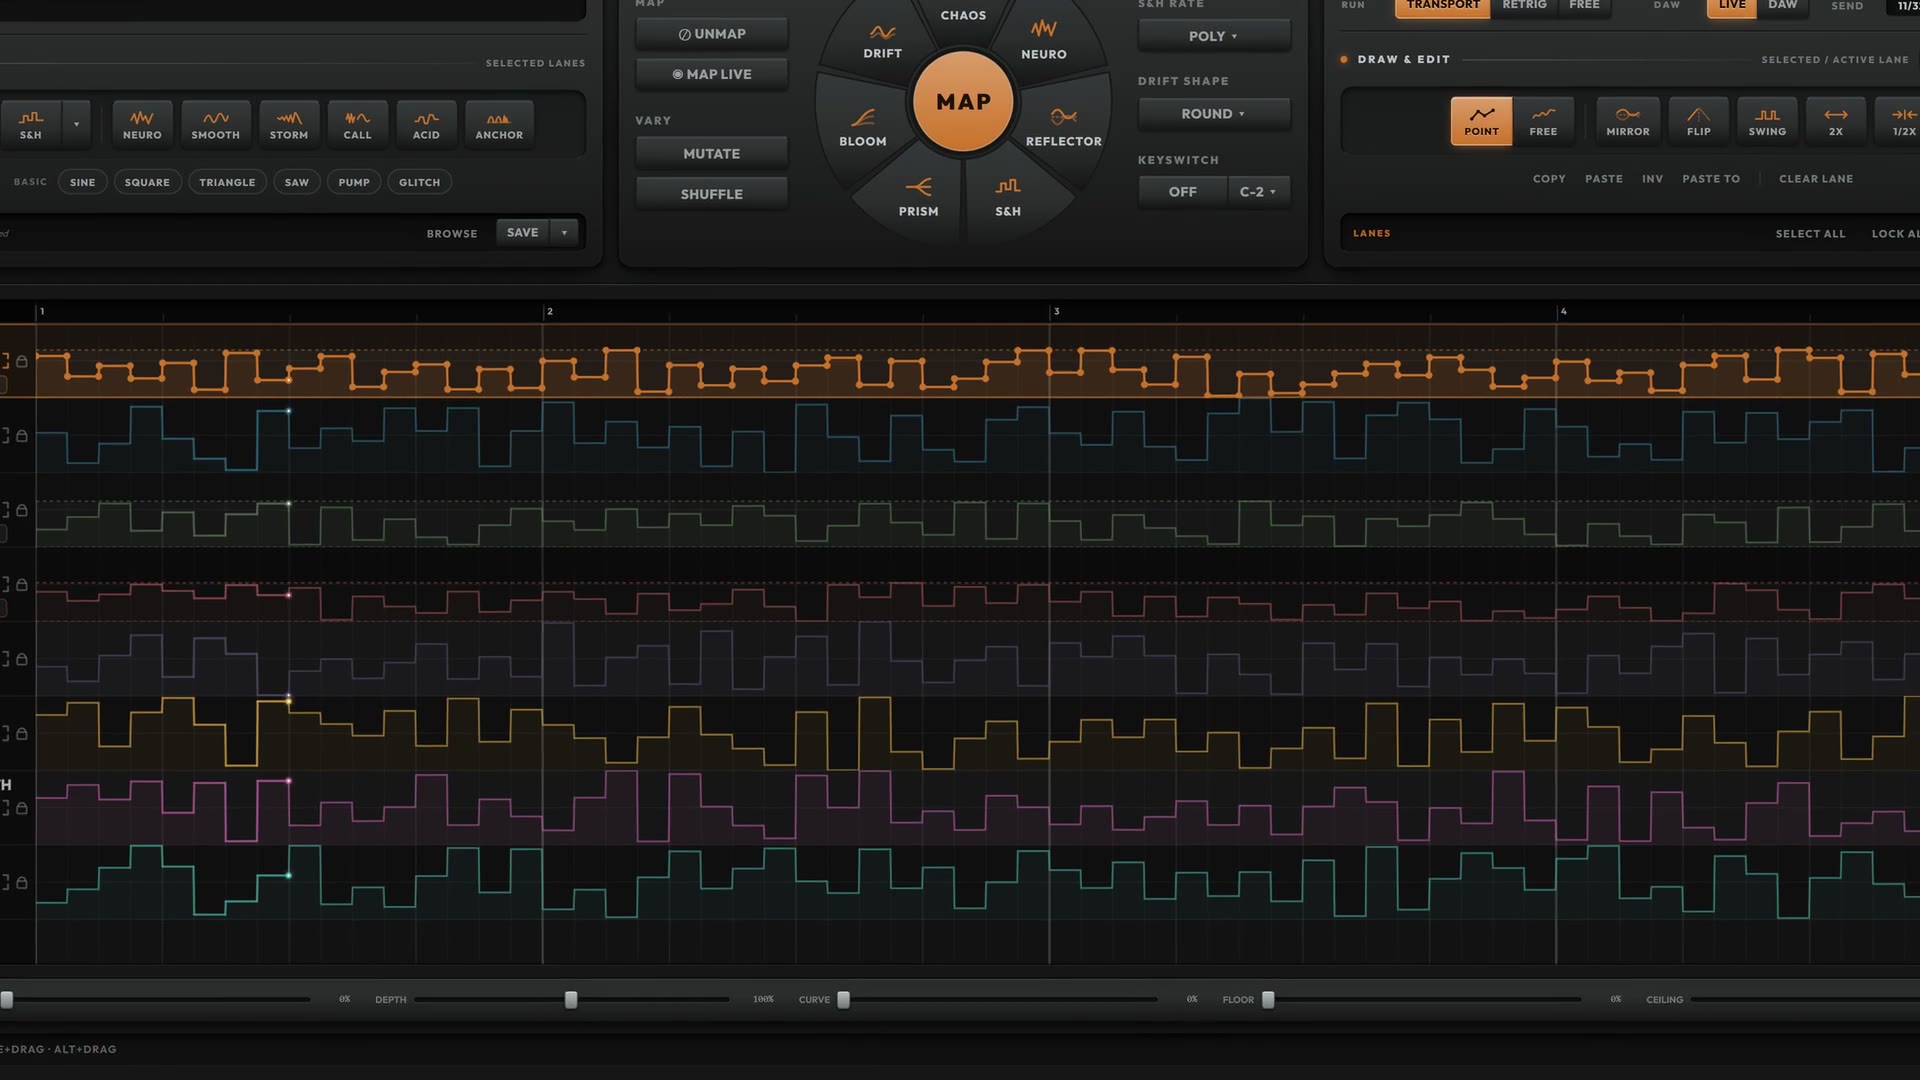 MAP
UNMAP
MAP LIVE
VARY
MUTATE
SHUFFLE
SELECTED LANES
S&H
NEURO
SMOOTH
STORM
CALL
ACID
ANCHOR
BASIC
SINE
SQUARE
TRIANGLE
SAW
PUMP
GLITCH
BROWSE
SAVE
CHAOS
DRIFT
NEURO
BLOOM
MAP
REFLECTOR
PRISM
S&H
S&H RATE
POLY
DRIFT SHAPE
ROUND
KEYSWITCH
OFF
C-2
RUN
TRANSPORT
RETRIG
FREE
DAW
LIVE
DAW
SEND
DRAW & EDIT
SELECTED / ACTIVE LANE
POINT
FREE
MIRROR
FLIP
SWING
2X
1/2X
COPY
PASTE
INV
PASTE TO
CLEAR LANE
LANES
SELECT ALL
LOCK AL
1
2
3
4
0%
DEPTH
100%
CURVE
0%
FLOOR
0%
CEILING
E+DRAG · ALT+DRAG